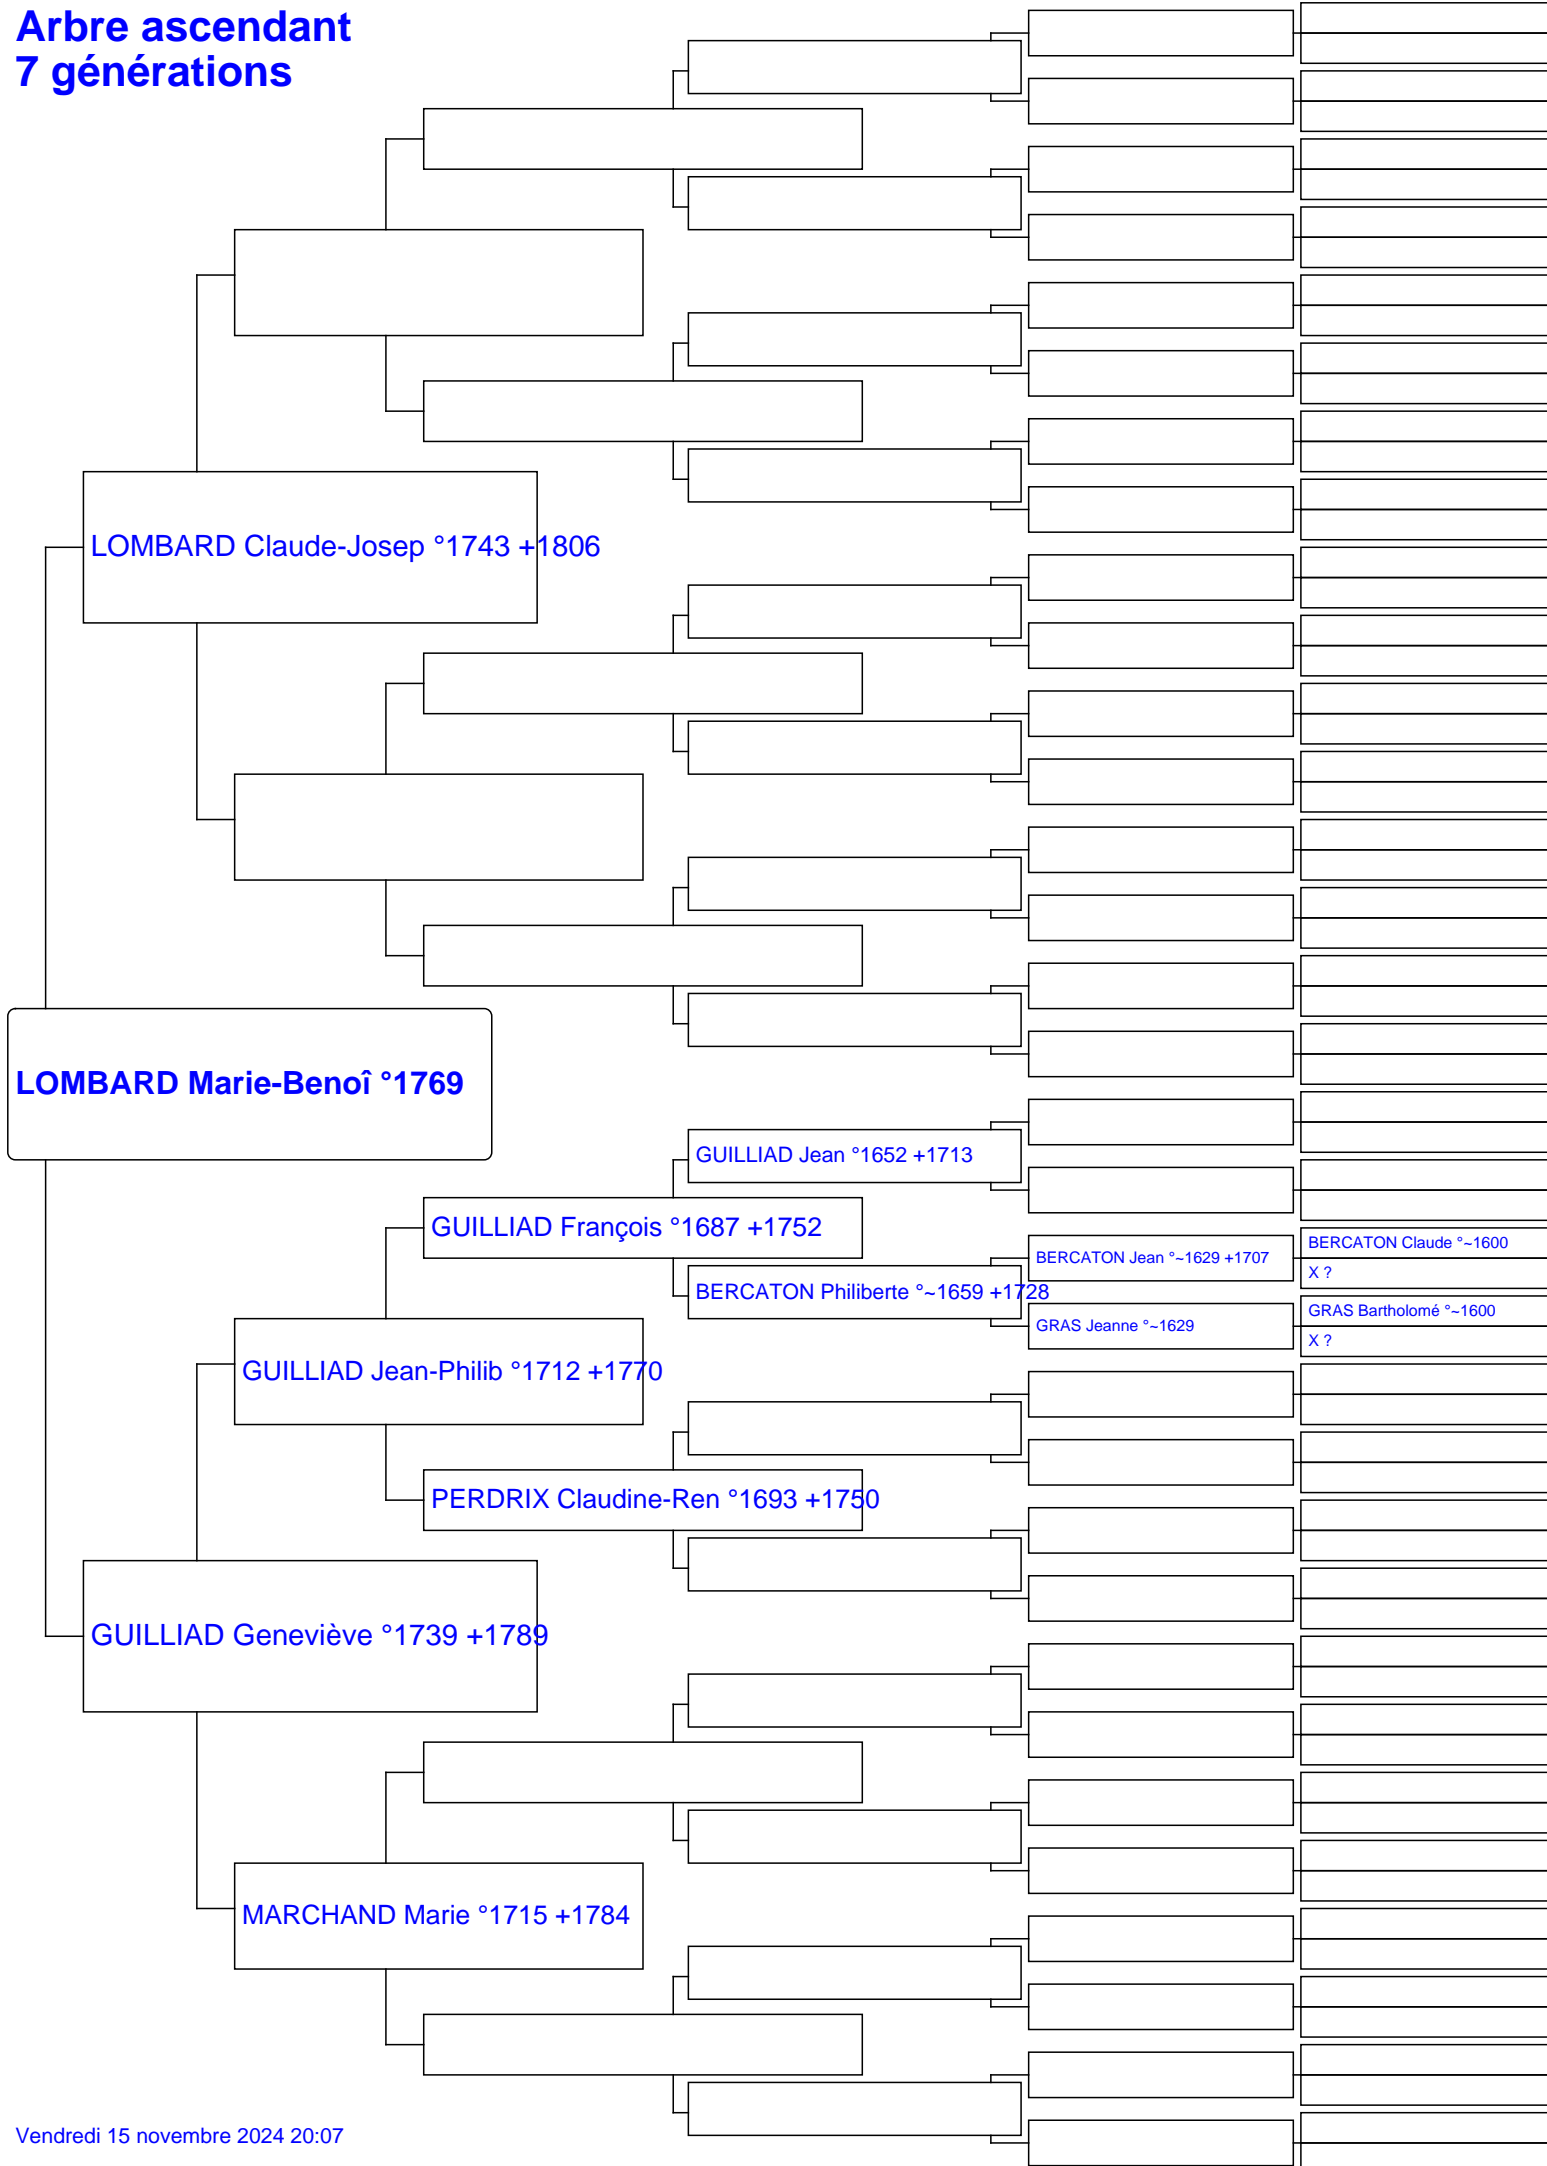 Arbre ascendant
7 générations
LOMBARD Claude-Josep °1743 +1806
LOMBARD Marie-Benoî °1769
GUILLIAD Jean °1652 +1713
GUILLIAD François °1687 +1752
BERCATON Claude °~1600
BERCATON Jean °~1629 +1707
X ?
BERCATON Philiberte °~1659 +1728
GRAS Bartholomé °~1600
GRAS Jeanne °~1629
X ?
GUILLIAD Jean-Philib °1712 +1770
PERDRIX Claudine-Ren °1693 +1750
GUILLIAD Geneviève °1739 +1789
MARCHAND Marie °1715 +1784
Vendredi 15 novembre 2024 20:07